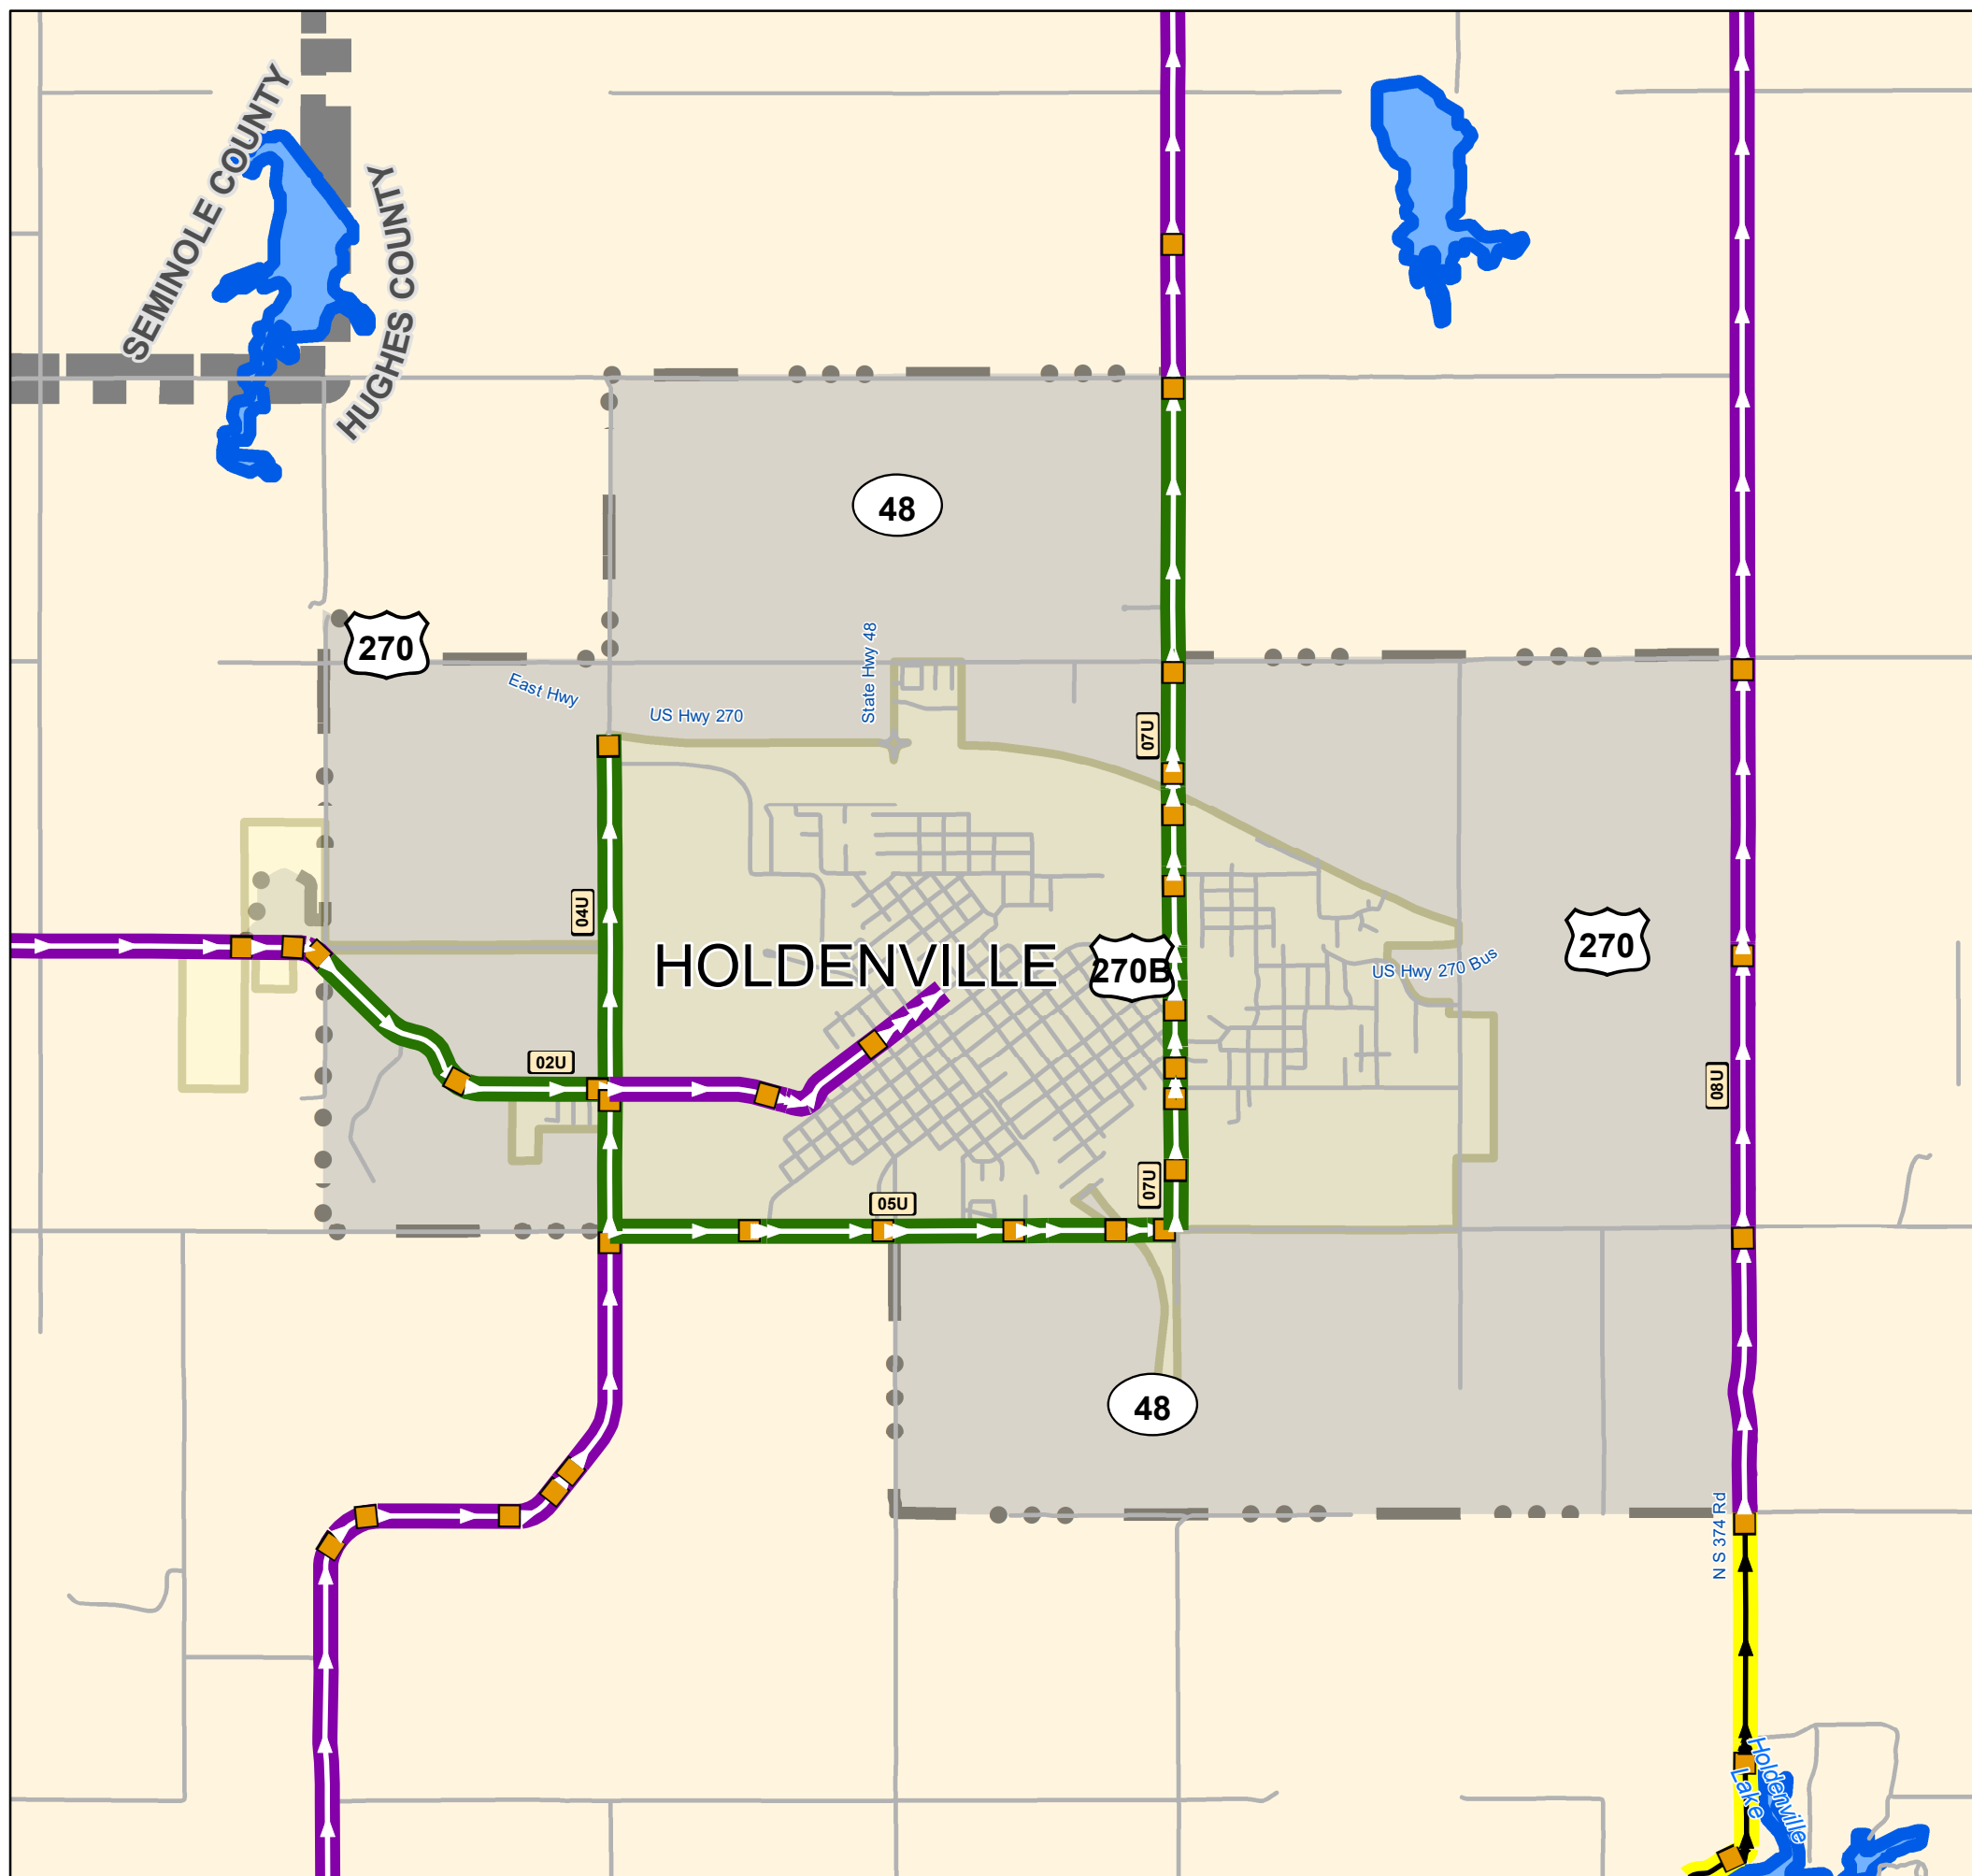 SEMINOLE COUNTY
HUGHES COUNTY
48
270
East Hwy
US Hwy 270
State Hwy 48
07U
04U
HOLDENVILLE
270B
US Hwy 270 Bus
270
02U
08U
05U
07U
48
N S 374 Rd
Holdenville
Lake